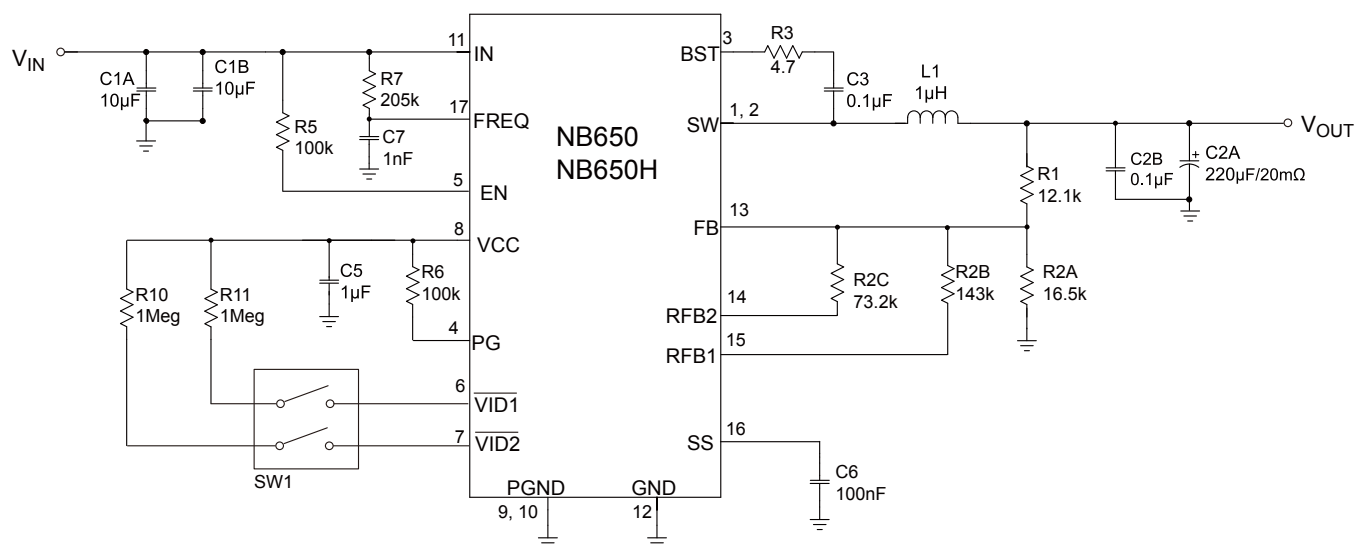 VIN
C1A
10µF
C1B
10µF
R5
100k
R7
205k
C7
1nF
11
IN
17
FREQ
5
EN
8
VCC
R10
1Meg
R11
1Meg
C5
1µF
R6
100k
4
PG
6
VID1
7
VID2
SW1
NB650
NB650H
PGND
9, 10
GND
12
3
BST
R3
4.7
C3
0.1µF
1, 2
SW
L1
1µH
VOUT
C2B
0.1µF
+
C2A
220µF/20mΩ
R1
12.1k
13
FB
R2C
73.2k
R2B
143k
R2A
16.5k
14
RFB2
15
RFB1
16
SS
C6
100nF